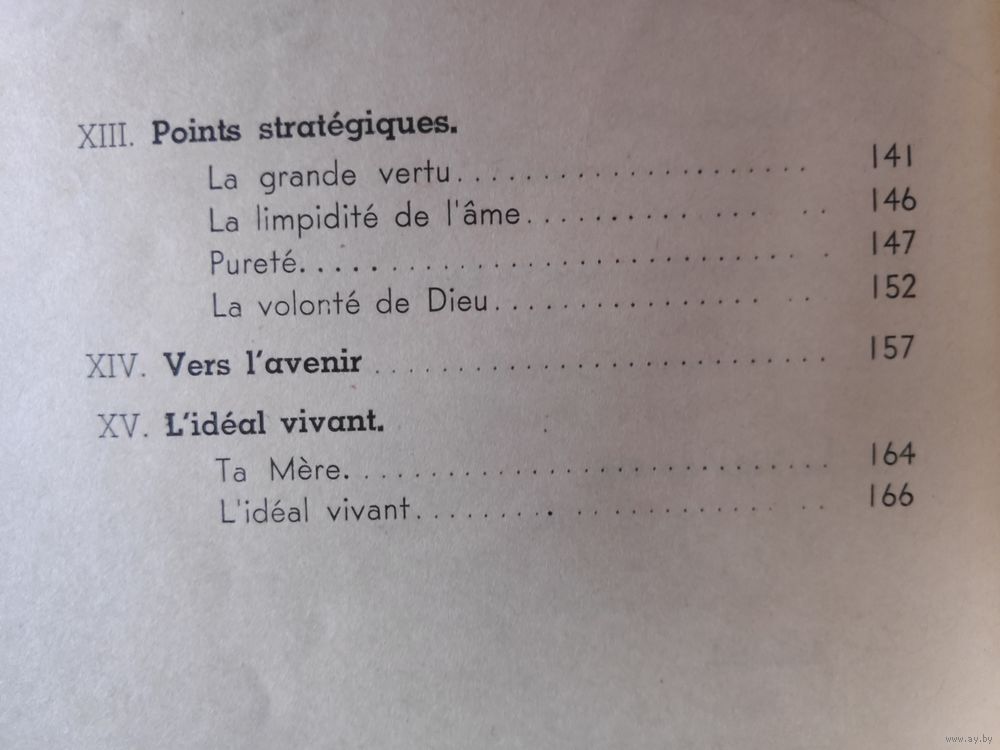 XIII. Points stratégiques.
La grande vertu..................... 141
La limpidité de l'âme................ 146
Pureté............................. 147
La volonté de Dieu.................. 152
XIV. Vers l'avenir ........................ 157
XV. L'idéal vivant.
Ta Mère............................. 164
L'idéal vivant....................... 166
www.ay.by